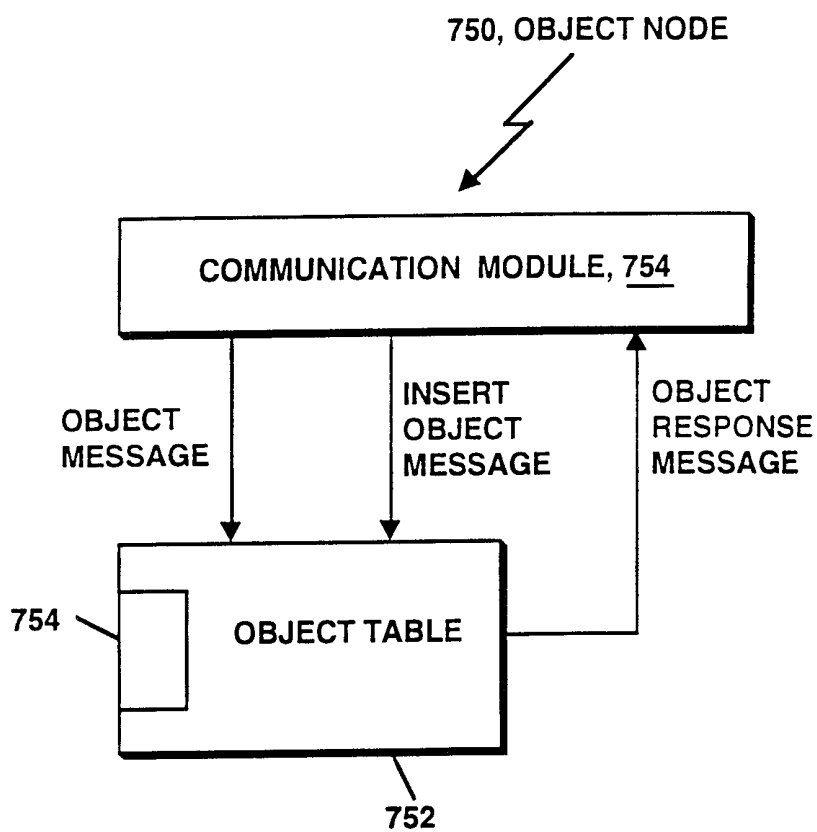 750, OBJECT NODE
COMMUNICATION MODULE, 754
OBJECT
MESSAGE
INSERT
OBJECT
MESSAGE
OBJECT
RESPONSE
MESSAGE
754
OBJECT TABLE
752